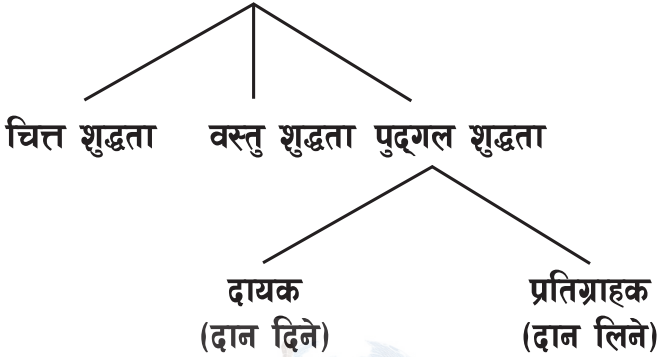 चित्त शुद्धता वस्तु शुद्धता पुद्‌गल शुद्धता
दायक प्रतिग्राहक
(दान दिने) (दान लिने)